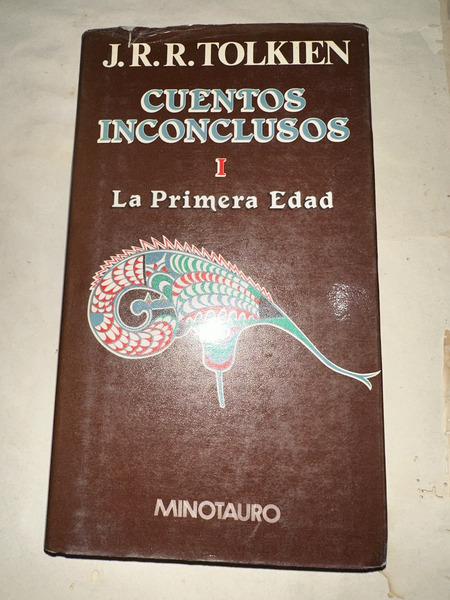 J.R.R. TOLKIEN
CUENTOS
INCONCLUSOS
I
La Primera Edad
MINOTAURO